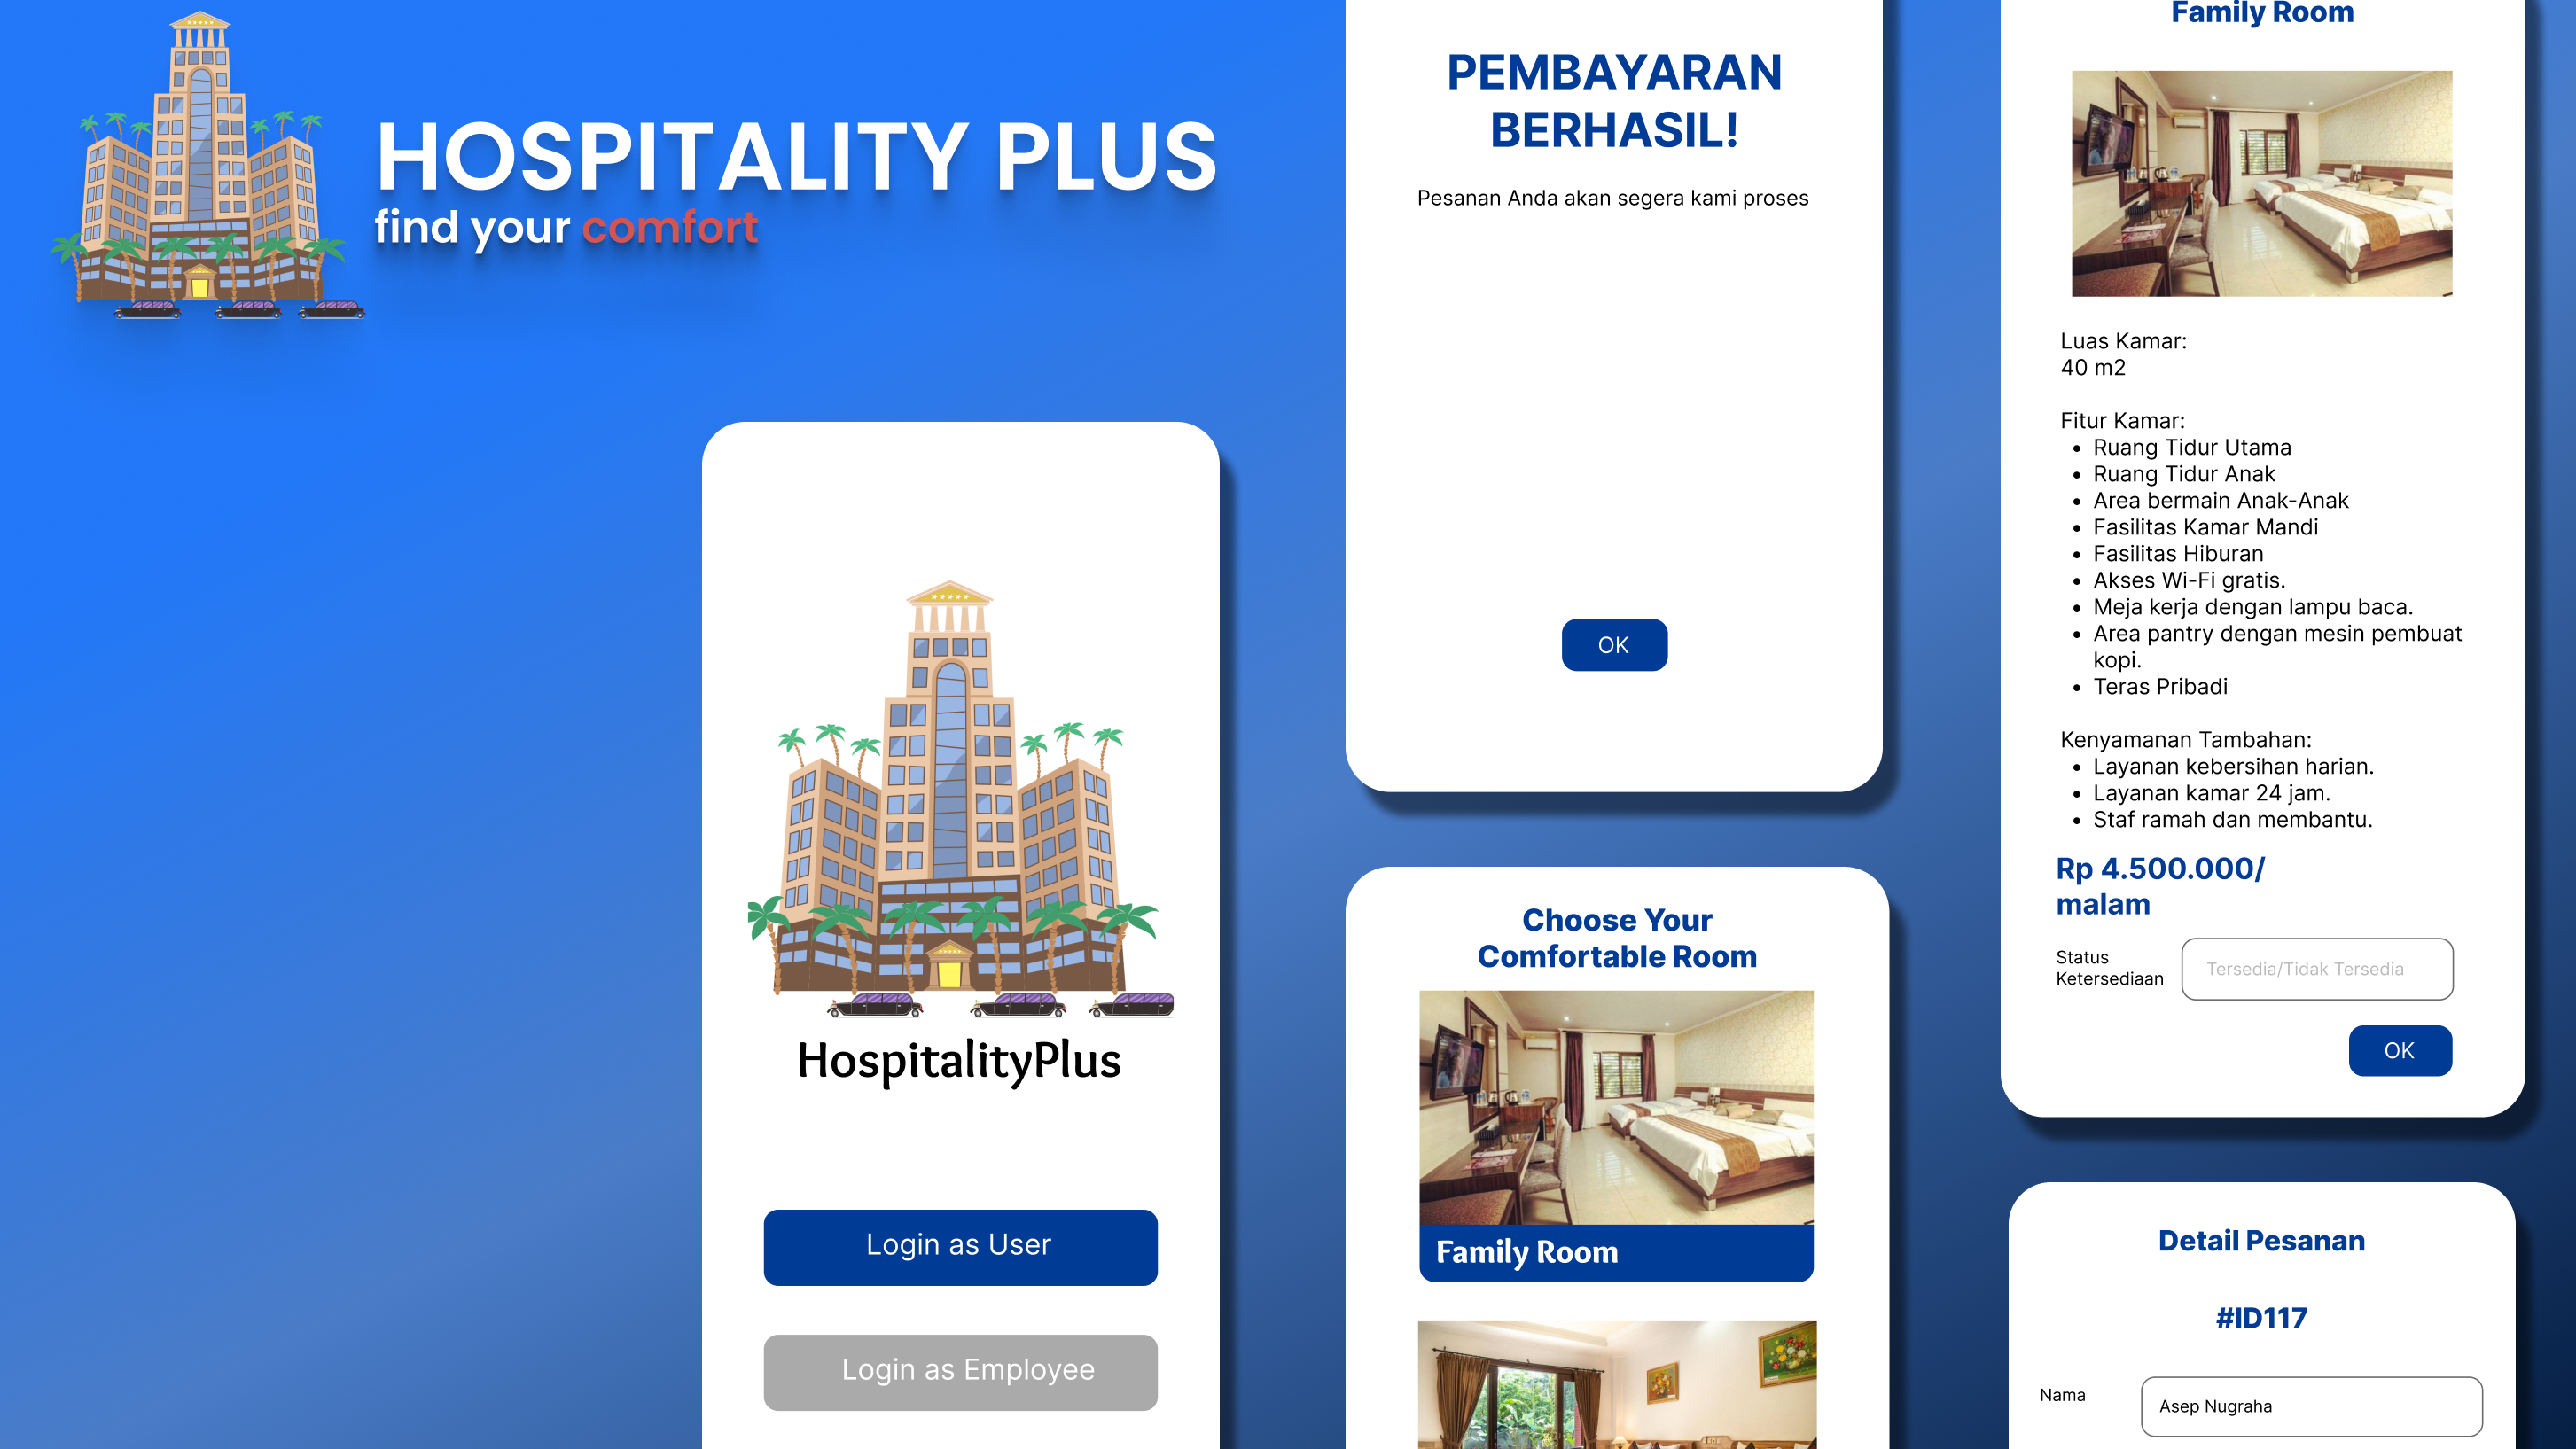 HOSPITALITY PLUS
find your comfort
HospitalityPlus
Login as User
Login as Employee
PEMBAYARAN
BERHASIL!
Pesanan Anda akan segera kami proses
OK
Choose Your
Comfortable Room
Family Room
Family Room
Luas Kamar:
40 m2
Fitur Kamar:
• Ruang Tidur Utama
• Ruang Tidur Anak
• Area bermain Anak-Anak
• Fasilitas Kamar Mandi
• Fasilitas Hiburan
• Akses Wi-Fi gratis.
• Meja kerja dengan lampu baca.
• Area pantry dengan mesin pembuat
kopi.
• Teras Pribadi
Kenyamanan Tambahan:
• Layanan kebersihan harian.
• Layanan kamar 24 jam.
• Staf ramah dan membantu.
Rp 4.500.000/
malam
Status
Ketersediaan
Tersedia/Tidak Tersedia
OK
Detail Pesanan
#ID117
Nama
Asep Nugraha